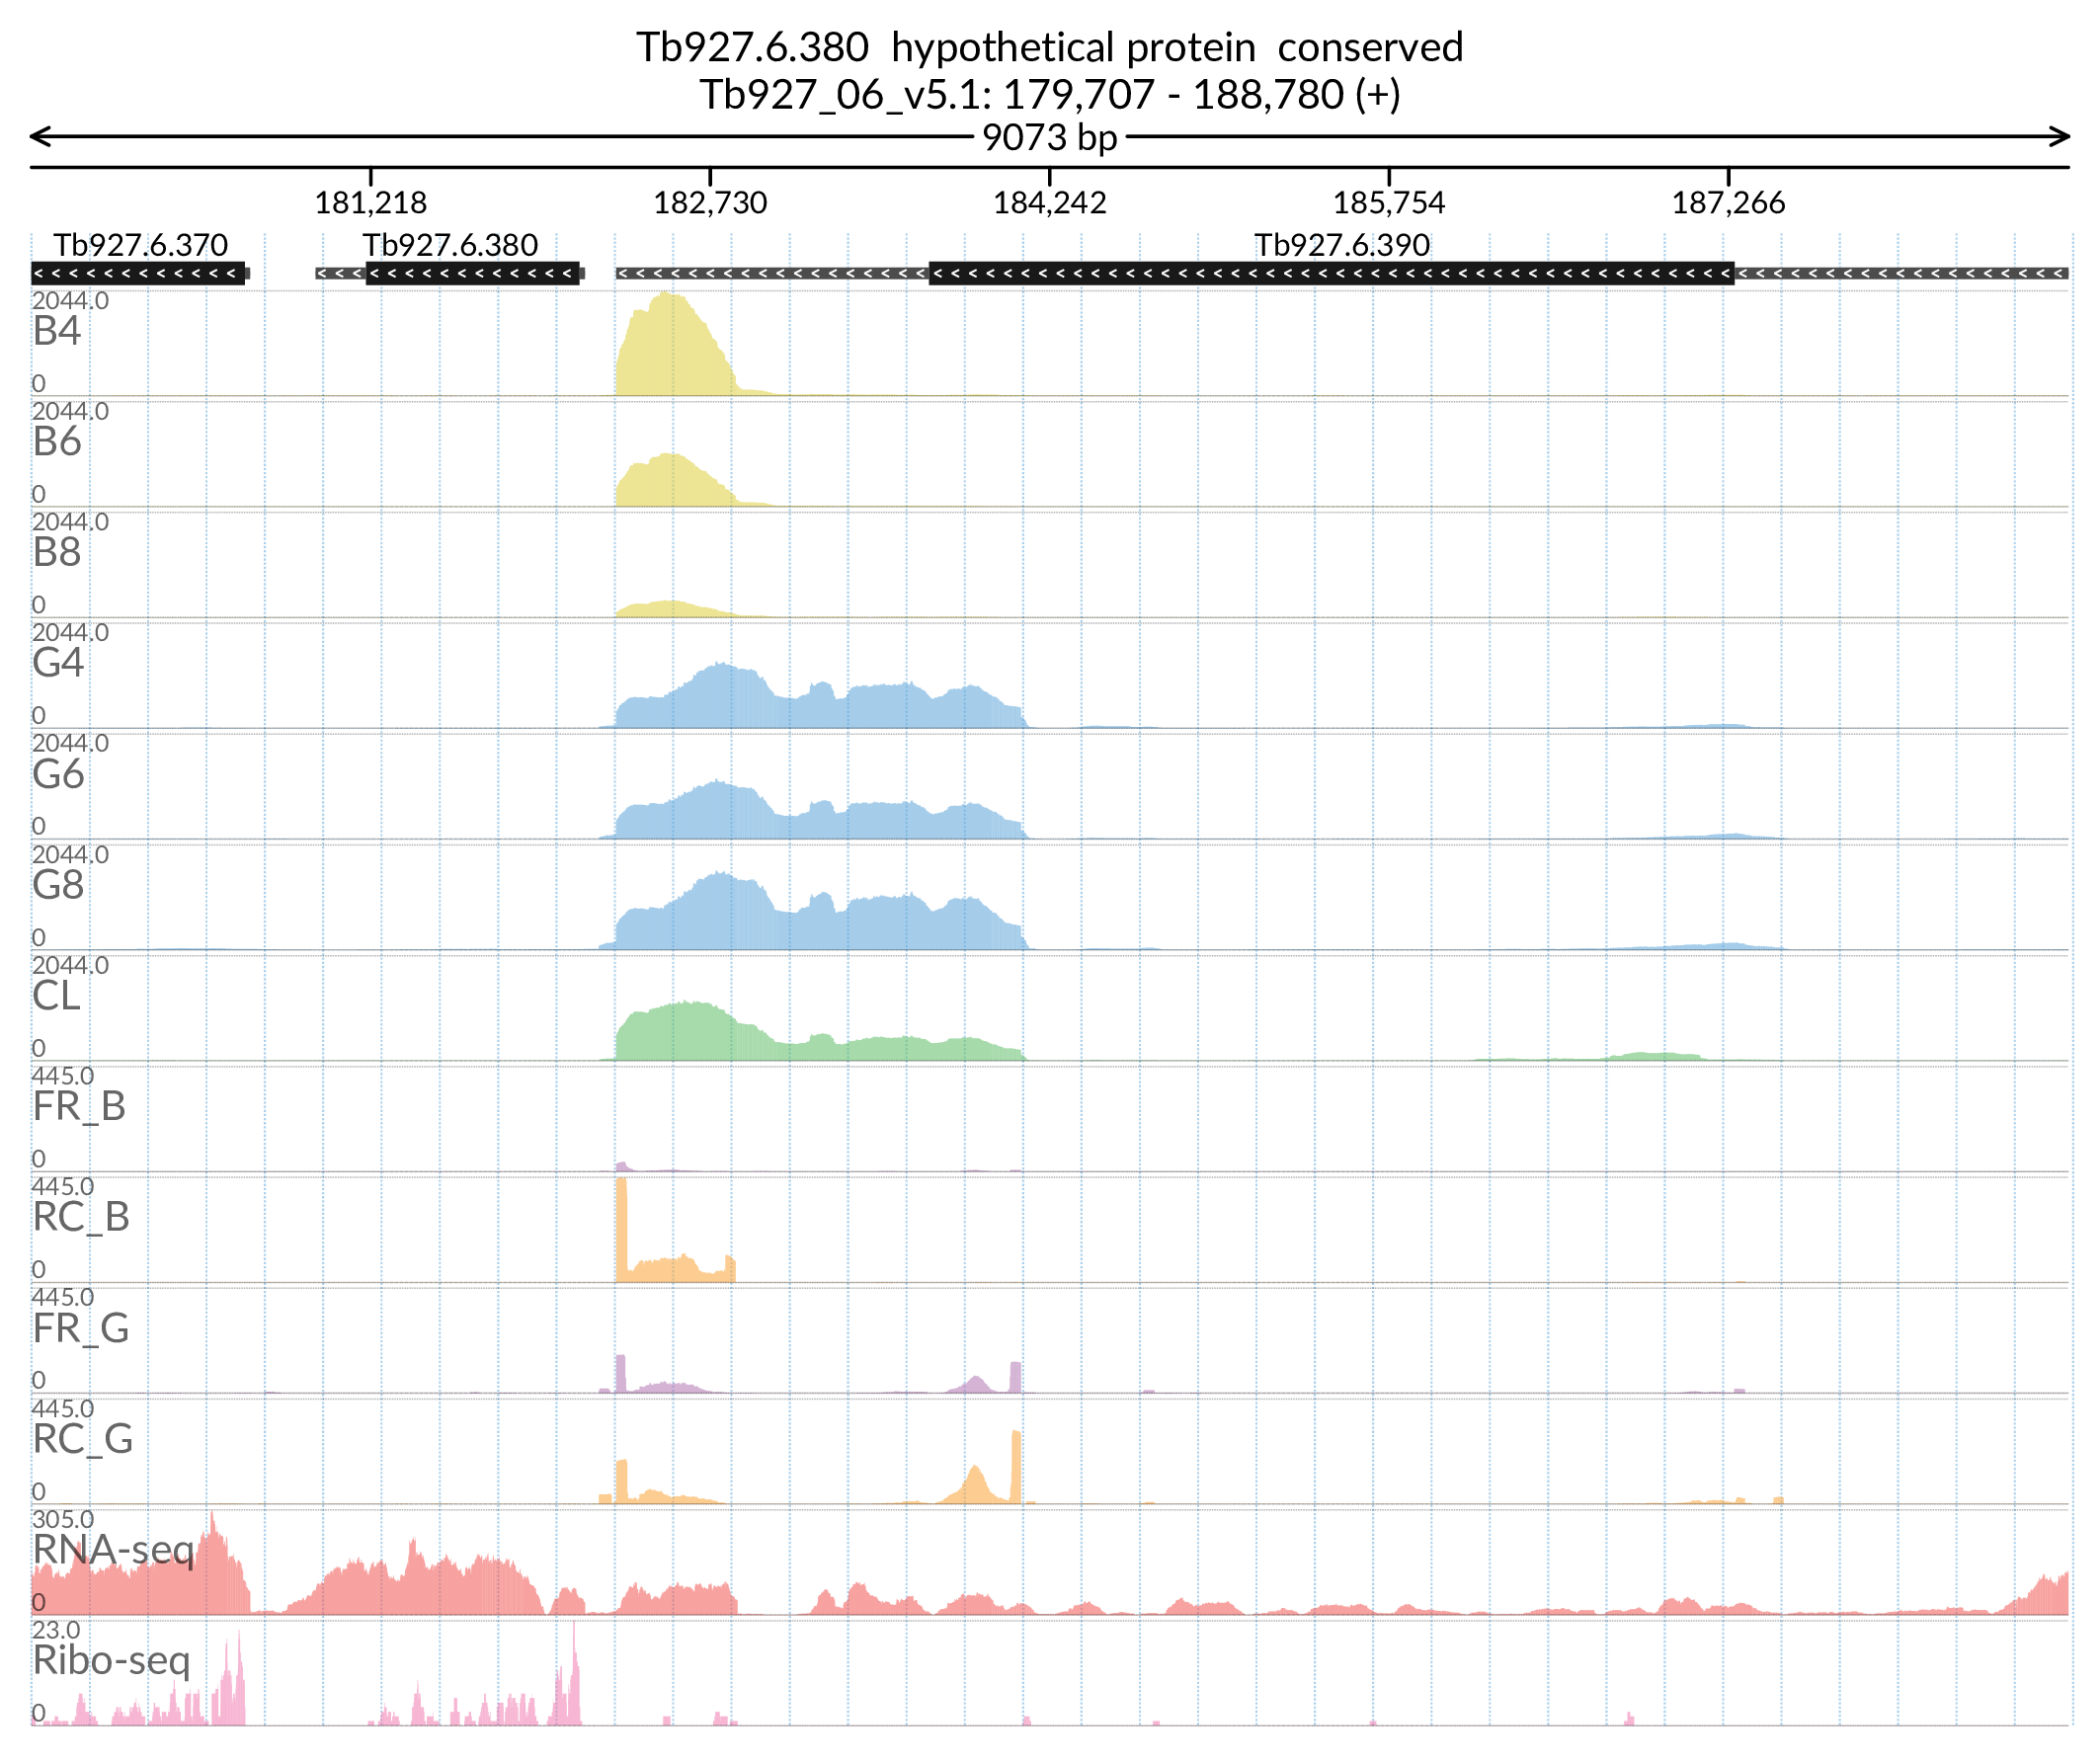 Tb927.6.380  hypothetical protein  conserved
Tb927_06_v5.1: 179,707 - 188,780 (+)
9073 bp
181,218 182,730 184,242 185,754 187,266
Tb927.6.370 Tb927.6.380 Tb927.6.390
2044.0
B4
0
2044.0
B6
0
2044.0
B8
0
2044.0
G4
0
2044.0
G6
0
2044.0
G8
0
2044.0
CL
0
445.0
FR_B
0
445.0
RC_B
0
445.0
FR_G
0
445.0
RC_G
0
305.0
RNA-seq
0
23.0
Ribo-seq
0